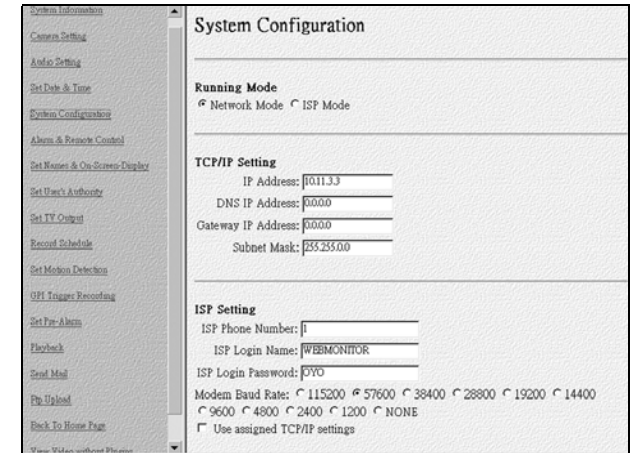 System Information
Camera Setting
Audio Setting
Set Date & Time
System Configuration
Alarm & Remote Control
Set Names & On-Screen-Display
Set User's Authority
Set TV Output
Record Schedule
Set Motion Detection
GPI Trigger Recording
Set Pre-Alarm
Playback
Send Mail
Ftp Upload
Back To Home Page
View Video without Plugins
System Configuration
Running Mode
Network Mode ISP Mode
TCP/IP Setting
IP Address: 10.11.3.3
DNS IP Address: 0.0.0.0
Gateway IP Address: 0.0.0.0
Subnet Mask: 255.255.0.0
ISP Setting
ISP Phone Number: 1
ISP Login Name: WEBMONITOR
ISP Login Password: OYO
Modem Baud Rate: 115200 57600 38400 28800 19200 14400
9600 4800 2400 1200 NONE
Use assigned TCP/IP settings